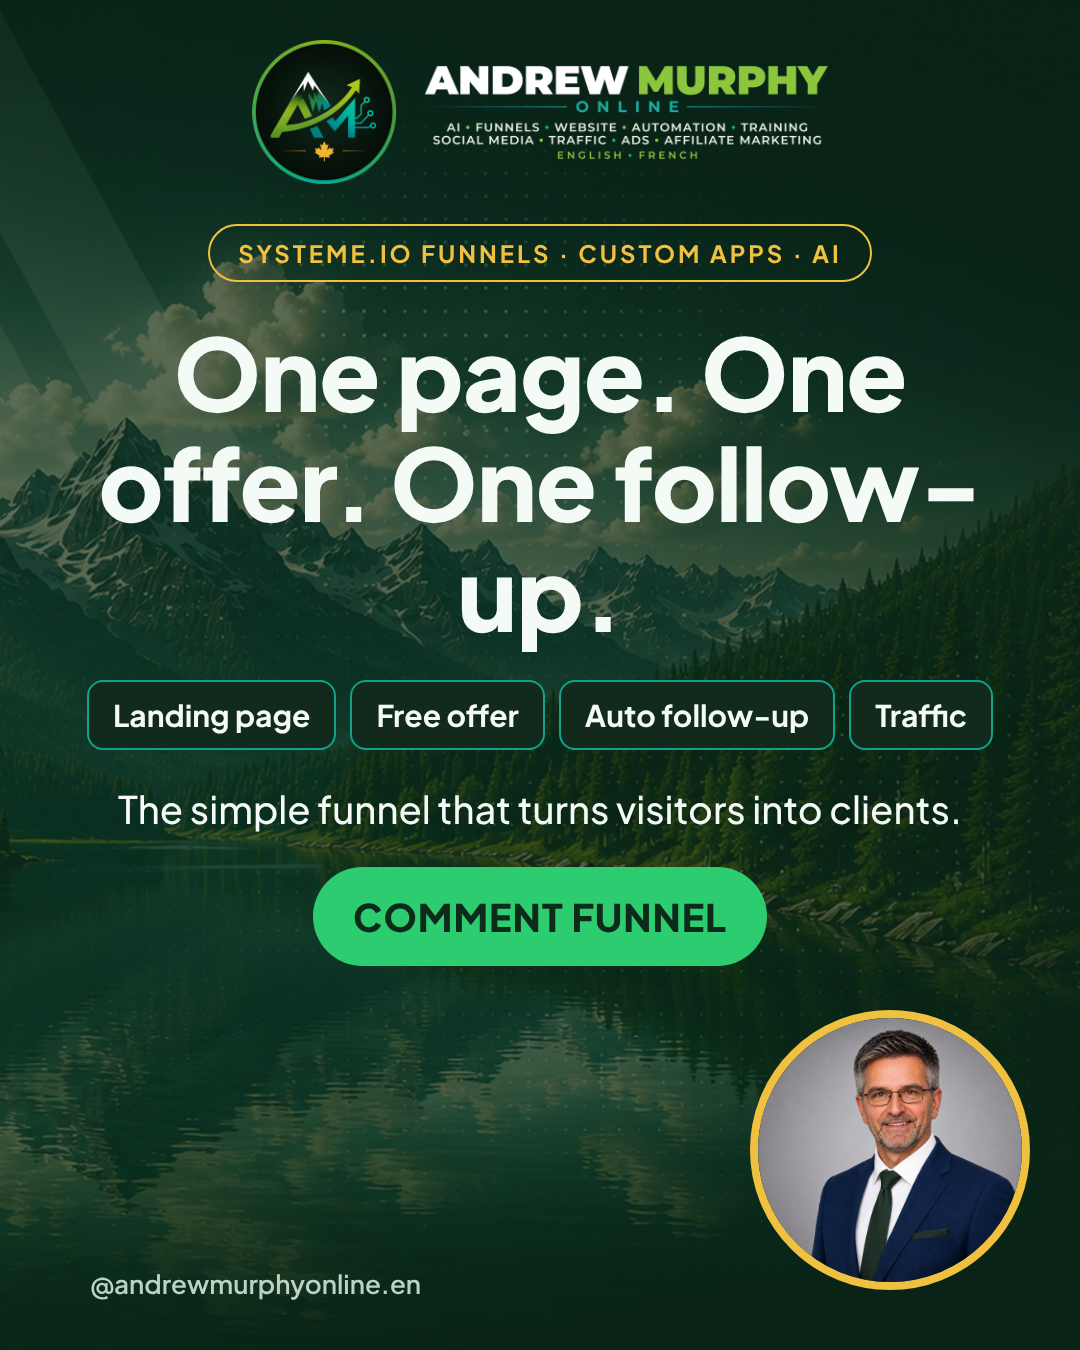 AM
ANDREW MURPHY
ONLINE
AI • FUNNELS • WEBSITE • AUTOMATION • TRAINING
SOCIAL MEDIA • TRAFFIC • ADS • AFFILIATE MARKETING
ENGLISH • FRENCH
SYSTEME.IO FUNNELS · CUSTOM APPS · AI
One page. One
offer. One follow-
up.
Landing page Free offer Auto follow-up Traffic
The simple funnel that turns visitors into clients.
COMMENT FUNNEL
@andrewmurphyonline.en